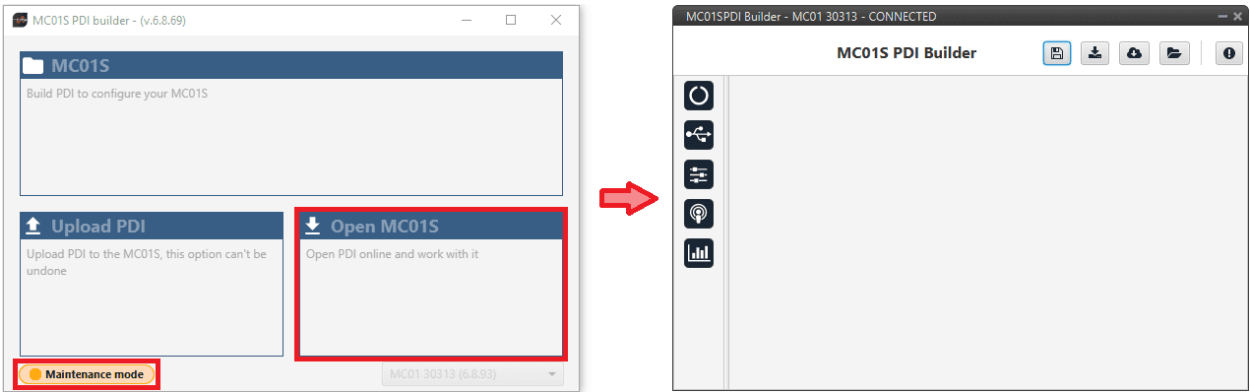 MC01S PDI builder - (v.6.8.69)
MC01S
Build PDI to configure your MC01S
Upload PDI
Upload PDI to the MC01S, this option can't be
undone
Open MC01S
Open PDI online and work with it
Maintenance mode
MC01 30313 (6.8.93)
MC01SPDI Builder - MC01 30313 - CONNECTED
MC01S PDI Builder